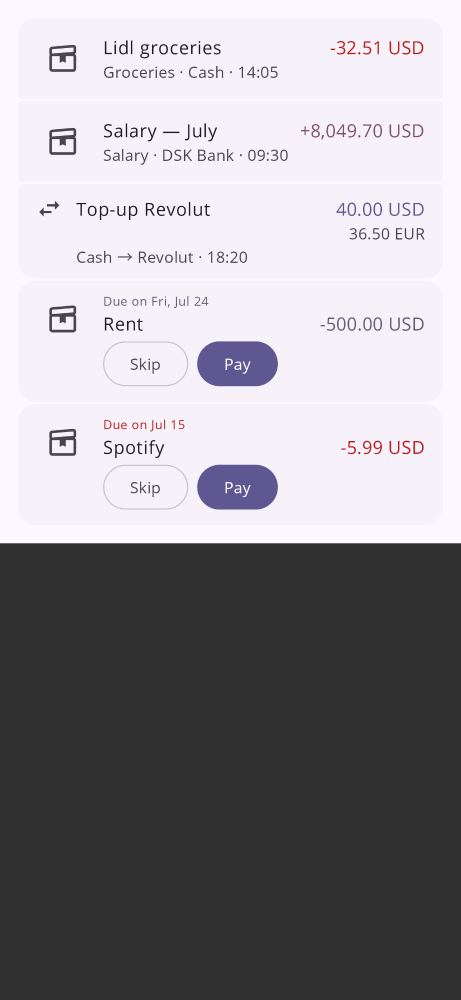 Lidl groceries -32.51 USD
Groceries · Cash · 14:05
Salary — July +8,049.70 USD
Salary · DSK Bank · 09:30
Top-up Revolut 40.00 USD
36.50 EUR
Cash → Revolut · 18:20
Due on Fri, Jul 24
Rent -500.00 USD
Skip Pay
Due on Jul 15
Spotify -5.99 USD
Skip Pay